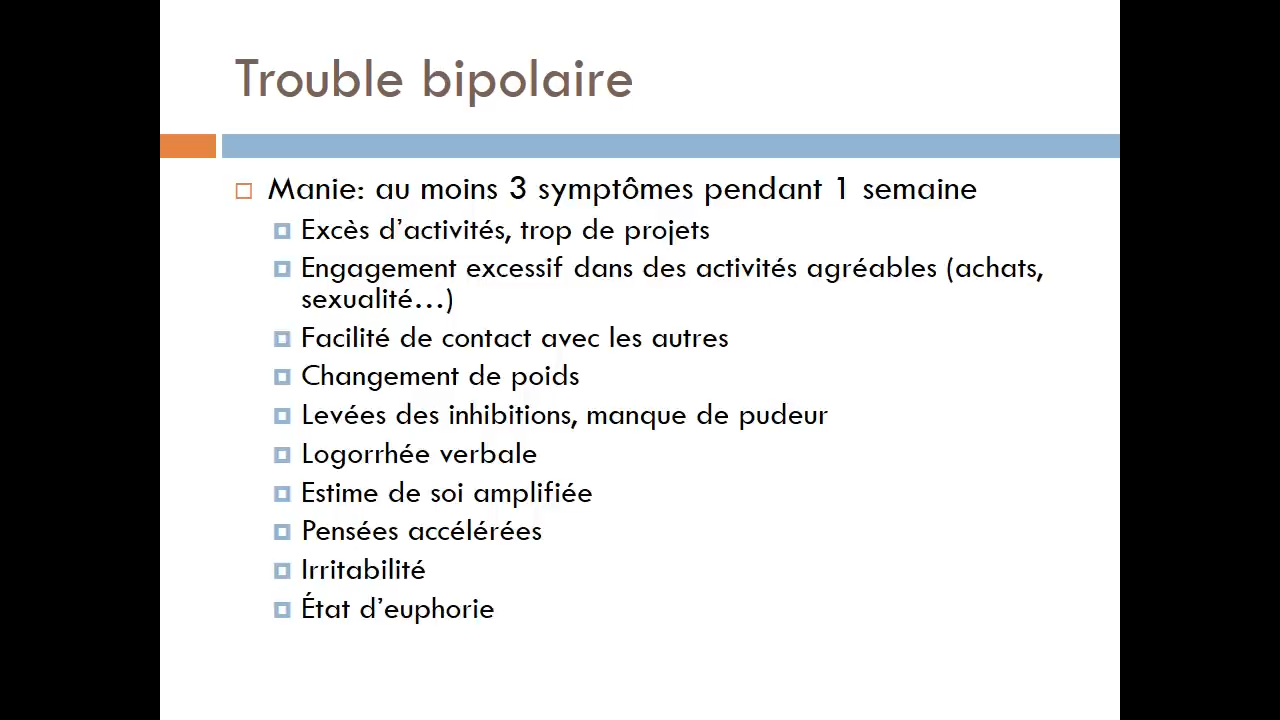 Trouble bipolaire
Manie: au moins 3 symptômes pendant 1 semaine
Excès d’activités, trop de projets
Engagement excessif dans des activités agréables (achats,
sexualité…)
Facilité de contact avec les autres
Changement de poids
Levées des inhibitions, manque de pudeur
Logorrhée verbale
Estime de soi amplifiée
Pensées accélérées
Irritabilité
État d’euphorie